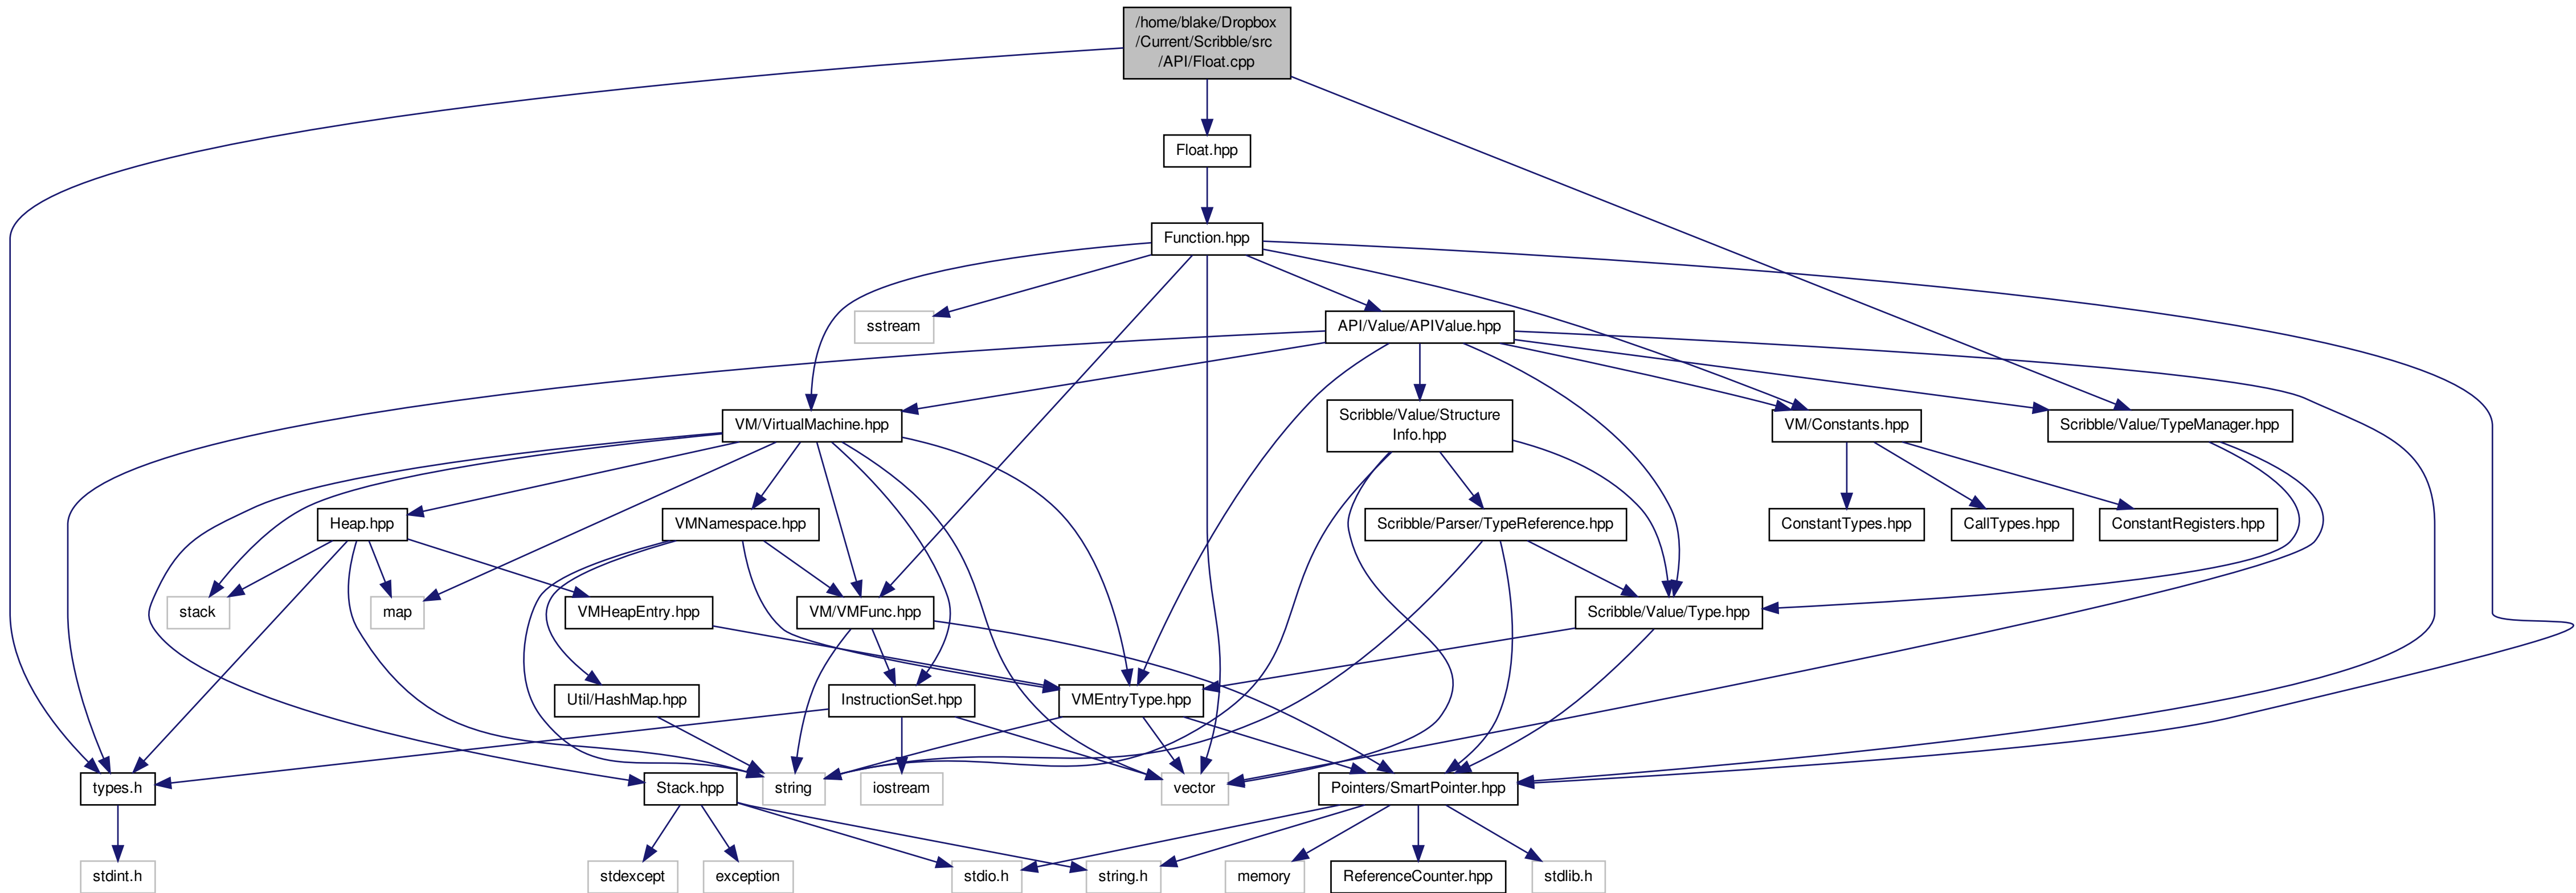 /home/blake/Dropbox
/Current/Scribble/src
/API/Float.cpp
Float.hpp
Function.hpp
sstream
API/Value/APIValue.hpp
VM/VirtualMachine.hpp
Scribble/Value/Structure
Info.hpp
VM/Constants.hpp
Scribble/Value/TypeManager.hpp
Heap.hpp
VMNamespace.hpp
Scribble/Parser/TypeReference.hpp
ConstantTypes.hpp
CallTypes.hpp
ConstantRegisters.hpp
stack
map
VMHeapEntry.hpp
VM/VMFunc.hpp
Scribble/Value/Type.hpp
Util/HashMap.hpp
InstructionSet.hpp
VMEntryType.hpp
types.h
Stack.hpp
string
iostream
vector
Pointers/SmartPointer.hpp
stdint.h
stdexcept
exception
stdio.h
string.h
memory
ReferenceCounter.hpp
stdlib.h